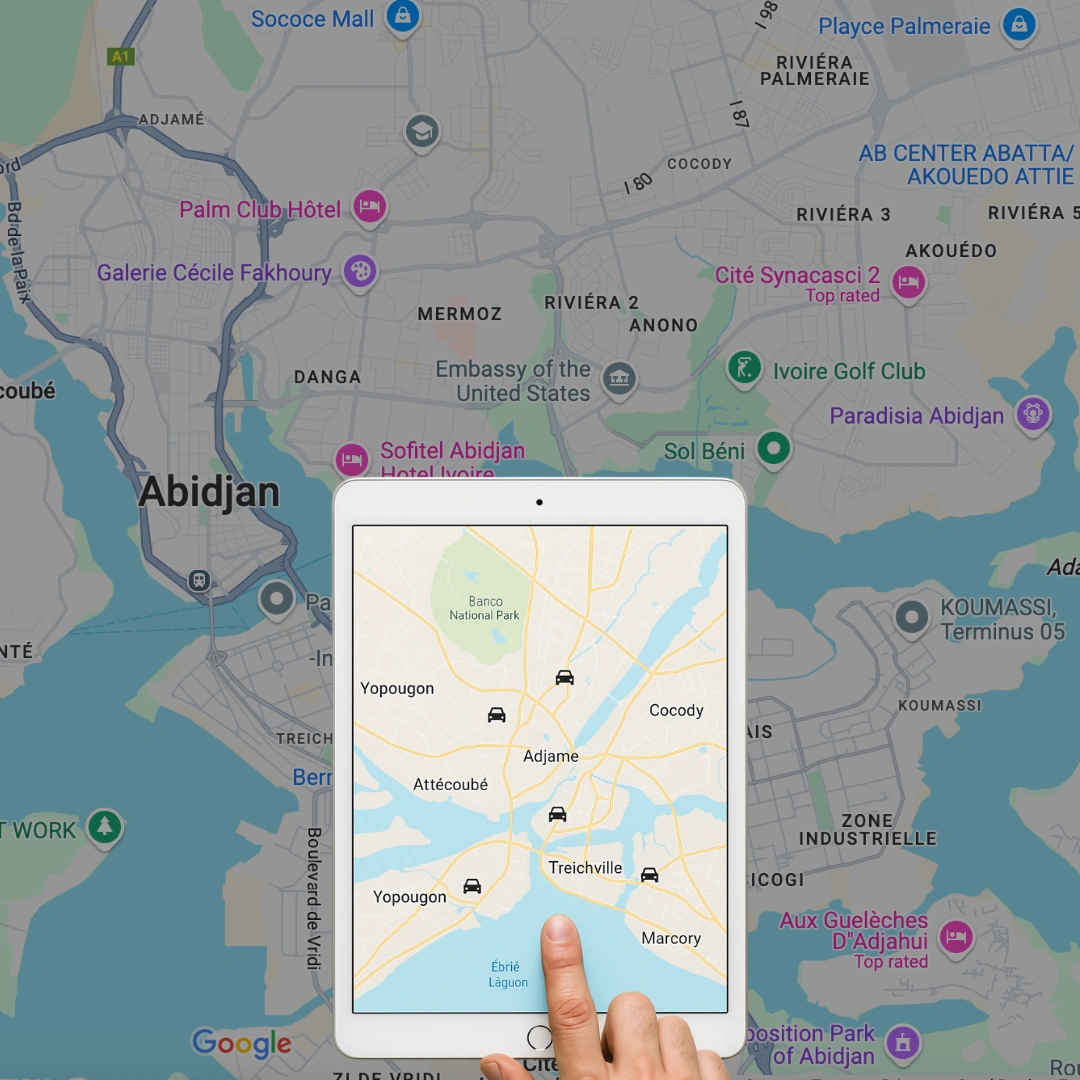 Sococe Mall
Playce Palmeraie
I 98
RIVIÉRA
PALMERAIE
A1
ADJAMÉ
I 87
COCODY
AB CENTER ABATTA/
AKOUEDO ATTIE
ord
I 80
Palm Club Hôtel
RIVIÉRA 3
RIVIÉRA 5
Bd de la Paix
AKOUÉDO
Galerie Cécile Fakhoury
Cité Synacasci 2
Top rated
RIVIÉRA 2
MERMOZ
ANONO
Embassy of the
United States
Ivoire Golf Club
DANGA
coubé
Paradisia Abidjan
Sofitel Abidjan
Hotel Ivoire
Sol Béni
Abidjan
Ada
Pa
KOUMASSI,
Terminus 05
NTÉ
-In
KOUMASSI
TREICH
AIS
Bern
T WORK
ZONE
INDUSTRIELLE
Boulevard de Vridi
SICOGI
Aux Guelèches
D"Adjahui
Top rated
Google
position Park
of Abidjan
Cité
ZI DE VRIDI
Rou
Banco
National Park
Yopougon
Cocody
Adjame
Attécoubé
Treichville
Yopougon
Marcory
Ébrié
Làguon